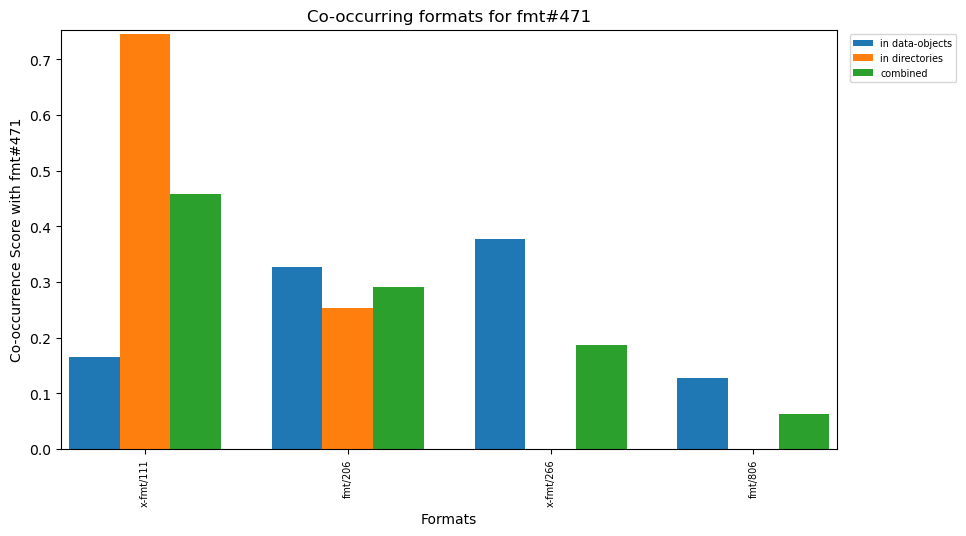 Co-occurring formats for fmt#471
in data-objects
in directories
combined
Co-occurrence Score with fmt#471
0.7
0.6
0.5
0.4
0.3
0.2
0.1
0.0
x-fmt/111
fmt/206
x-fmt/266
fmt/806
Formats